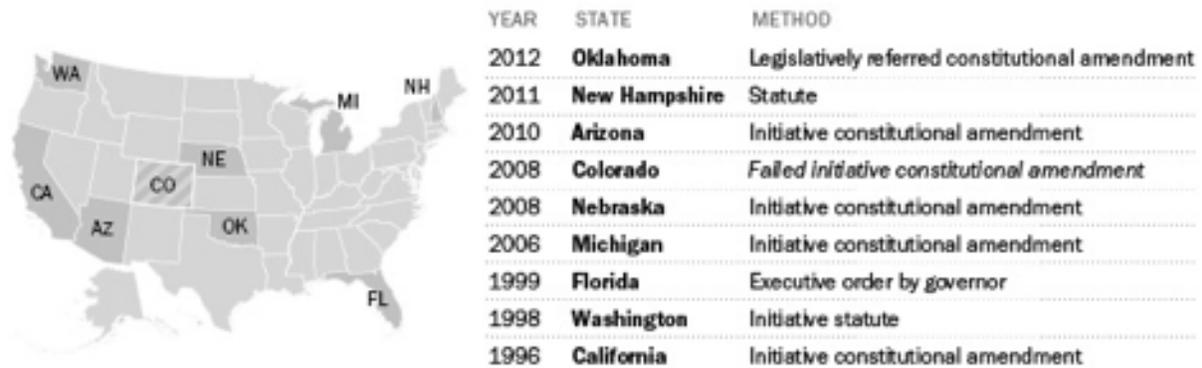 WA
MI
NH
NE
CA
CO
AZ
OK
FL
YEAR STATE METHOD
2012 Oklahoma Legislatively referred constitutional amendment
2011 New Hampshire Statute
2010 Arizona Initiative constitutional amendment
2008 Colorado Failed initiative constitutional amendment
2008 Nebraska Initiative constitutional amendment
2006 Michigan Initiative constitutional amendment
1999 Florida Executive order by governor
1998 Washington Initiative statute
1996 California Initiative constitutional amendment